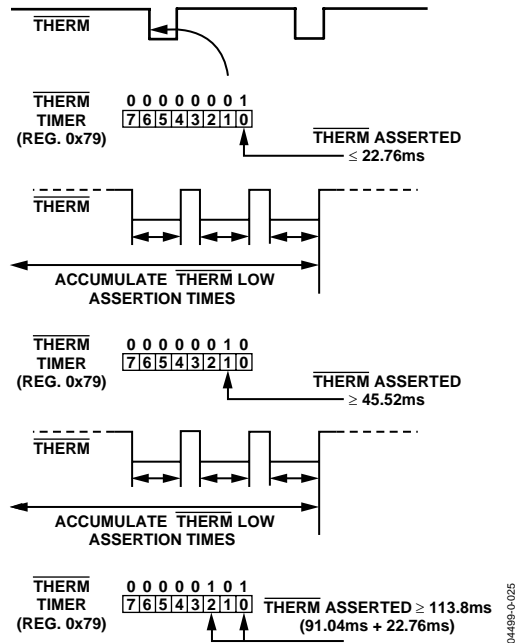 THERM
THERM
TIMER
(REG. 0x79)
0 0 0 0 0 0 0 1
7 6 5 4 3 2 1 0
THERM ASSERTED
≤ 22.76ms
THERM
ACCUMULATE THERM LOW
ASSERTION TIMES
THERM
TIMER
(REG. 0x79)
0 0 0 0 0 0 1 0
7 6 5 4 3 2 1 0
THERM ASSERTED
≥ 45.52ms
THERM
ACCUMULATE THERM LOW
ASSERTION TIMES
THERM
TIMER
(REG. 0x79)
0 0 0 0 0 1 0 1
7 6 5 4 3 2 1 0
THERM ASSERTED ≥ 113.8ms
(91.04ms + 22.76ms)
04499-0-025